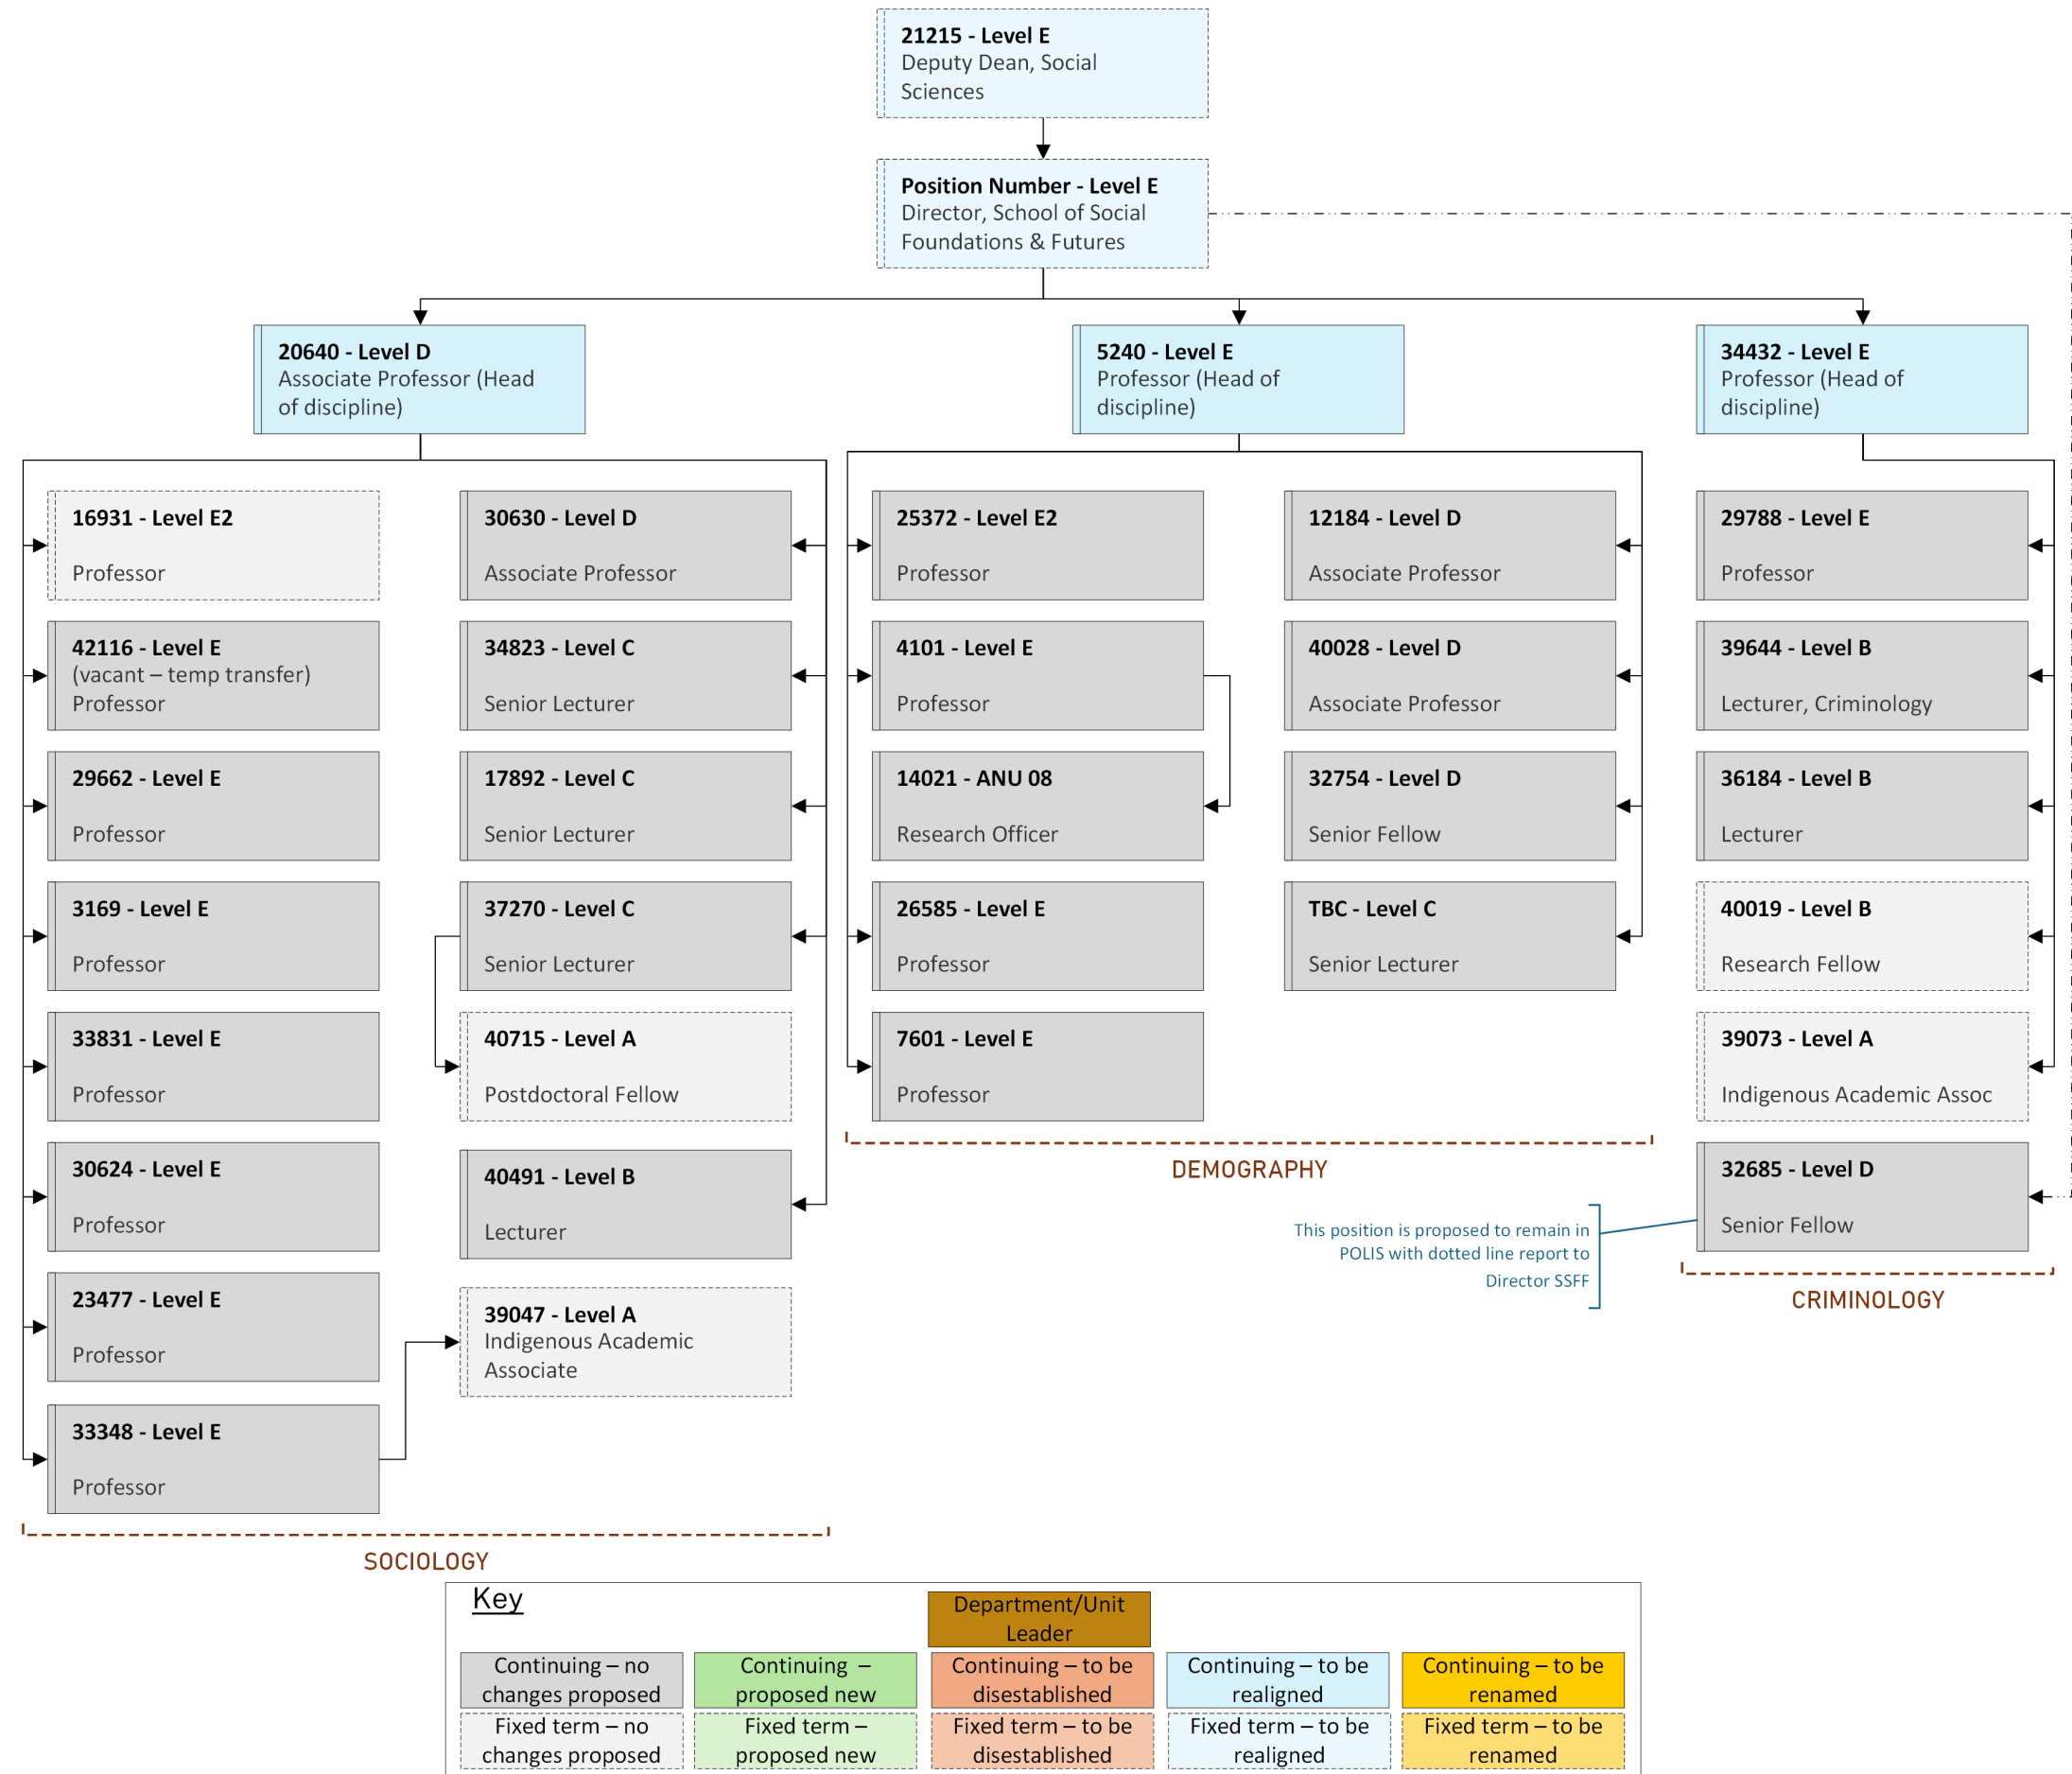 21215 - Level E
Deputy Dean, Social
Sciences
Position Number - Level E
Director, School of Social
Foundations & Futures
20640 - Level D
Associate Professor (Head
of discipline)
5240 - Level E
Professor (Head of
discipline)
34432 - Level E
Professor (Head of
discipline)
16931 - Level E2
Professor
42116 - Level E
(vacant – temp transfer)
Professor
29662 - Level E
Professor
3169 - Level E
Professor
33831 - Level E
Professor
30624 - Level E
Professor
23477 - Level E
Professor
33348 - Level E
Professor
30630 - Level D
Associate Professor
34823 - Level C
Senior Lecturer
17892 - Level C
Senior Lecturer
37270 - Level C
Senior Lecturer
40715 - Level A
Postdoctoral Fellow
40491 - Level B
Lecturer
39047 - Level A
Indigenous Academic
Associate
SOCIOLOGY
25372 - Level E2
Professor
4101 - Level E
Professor
14021 - ANU 08
Research Officer
26585 - Level E
Professor
7601 - Level E
Professor
12184 - Level D
Associate Professor
40028 - Level D
Associate Professor
32754 - Level D
Senior Fellow
TBC - Level C
Senior Lecturer
DEMOGRAPHY
29788 - Level E
Professor
39644 - Level B
Lecturer, Criminology
36184 - Level B
Lecturer
40019 - Level B
Research Fellow
39073 - Level A
Indigenous Academic Assoc
32685 - Level D
Senior Fellow
This position is proposed to remain in
POLIS with dotted line report to
Director SSFF
CRIMINOLOGY
Key
Department/Unit
Leader
Continuing – no
changes proposed
Continuing –
proposed new
Continuing – to be
disestablished
Continuing – to be
realigned
Continuing – to be
renamed
Fixed term – no
changes proposed
Fixed term –
proposed new
Fixed term – to be
disestablished
Fixed term – to be
realigned
Fixed term – to be
renamed